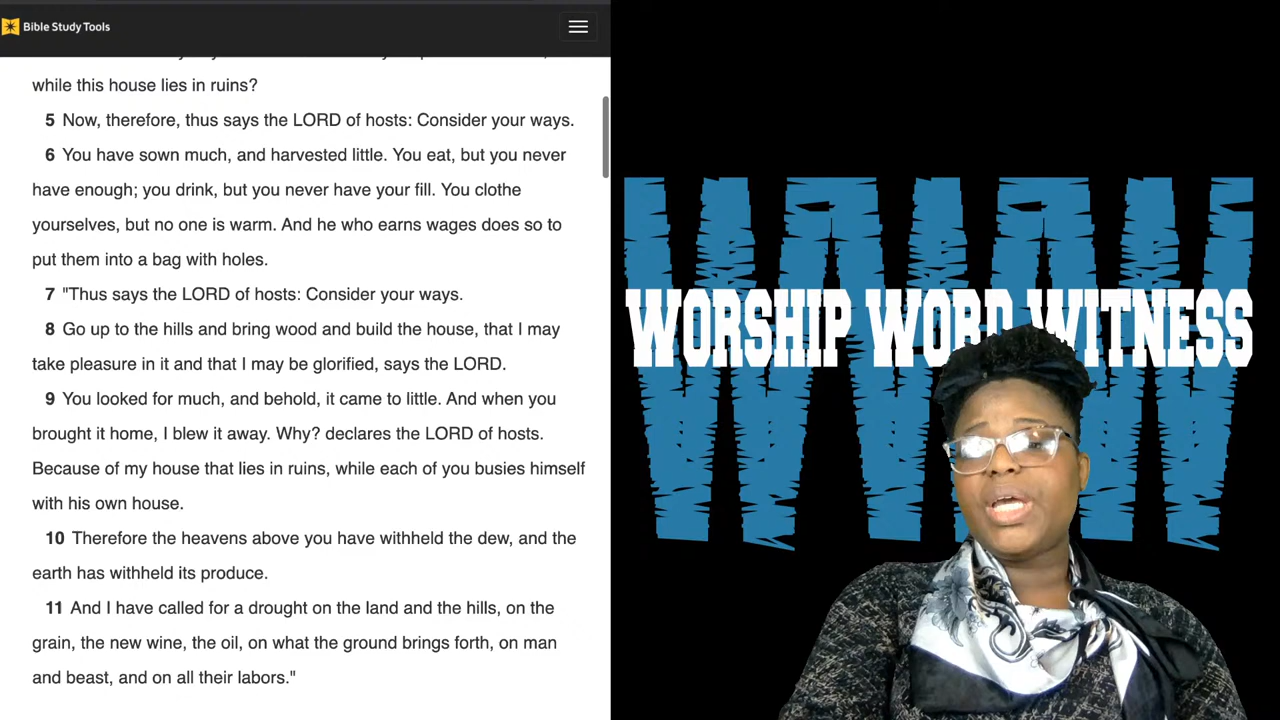 Bible Study Tools
while this house lies in ruins?
5 Now, therefore, thus says the LORD of hosts: Consider your ways.
6 You have sown much, and harvested little. You eat, but you never
have enough; you drink, but you never have your fill. You clothe
yourselves, but no one is warm. And he who earns wages does so to
put them into a bag with holes.
7 "Thus says the LORD of hosts: Consider your ways.
8 Go up to the hills and bring wood and build the house, that I may
take pleasure in it and that I may be glorified, says the LORD.
9 You looked for much, and behold, it came to little. And when you
brought it home, I blew it away. Why? declares the LORD of hosts.
Because of my house that lies in ruins, while each of you busies himself
with his own house.
10 Therefore the heavens above you have withheld the dew, and the
earth has withheld its produce.
11 And I have called for a drought on the land and the hills, on the
grain, the new wine, the oil, on what the ground brings forth, on man
and beast, and on all their labors."
WWW
WORSHIP WORD WITNESS